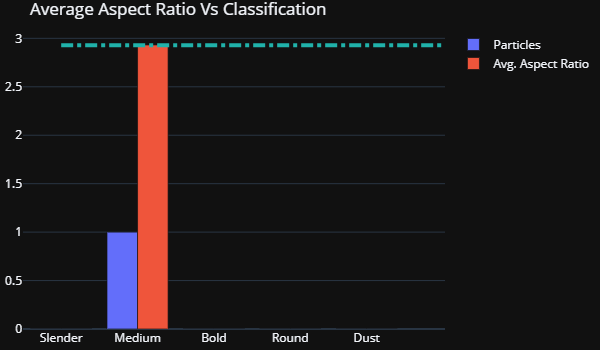 Average Aspect Ratio Vs Classification
3
2.5
2
1.5
1
0.5
0
Slender Medium Bold Round Dust
Particles
Avg. Aspect Ratio